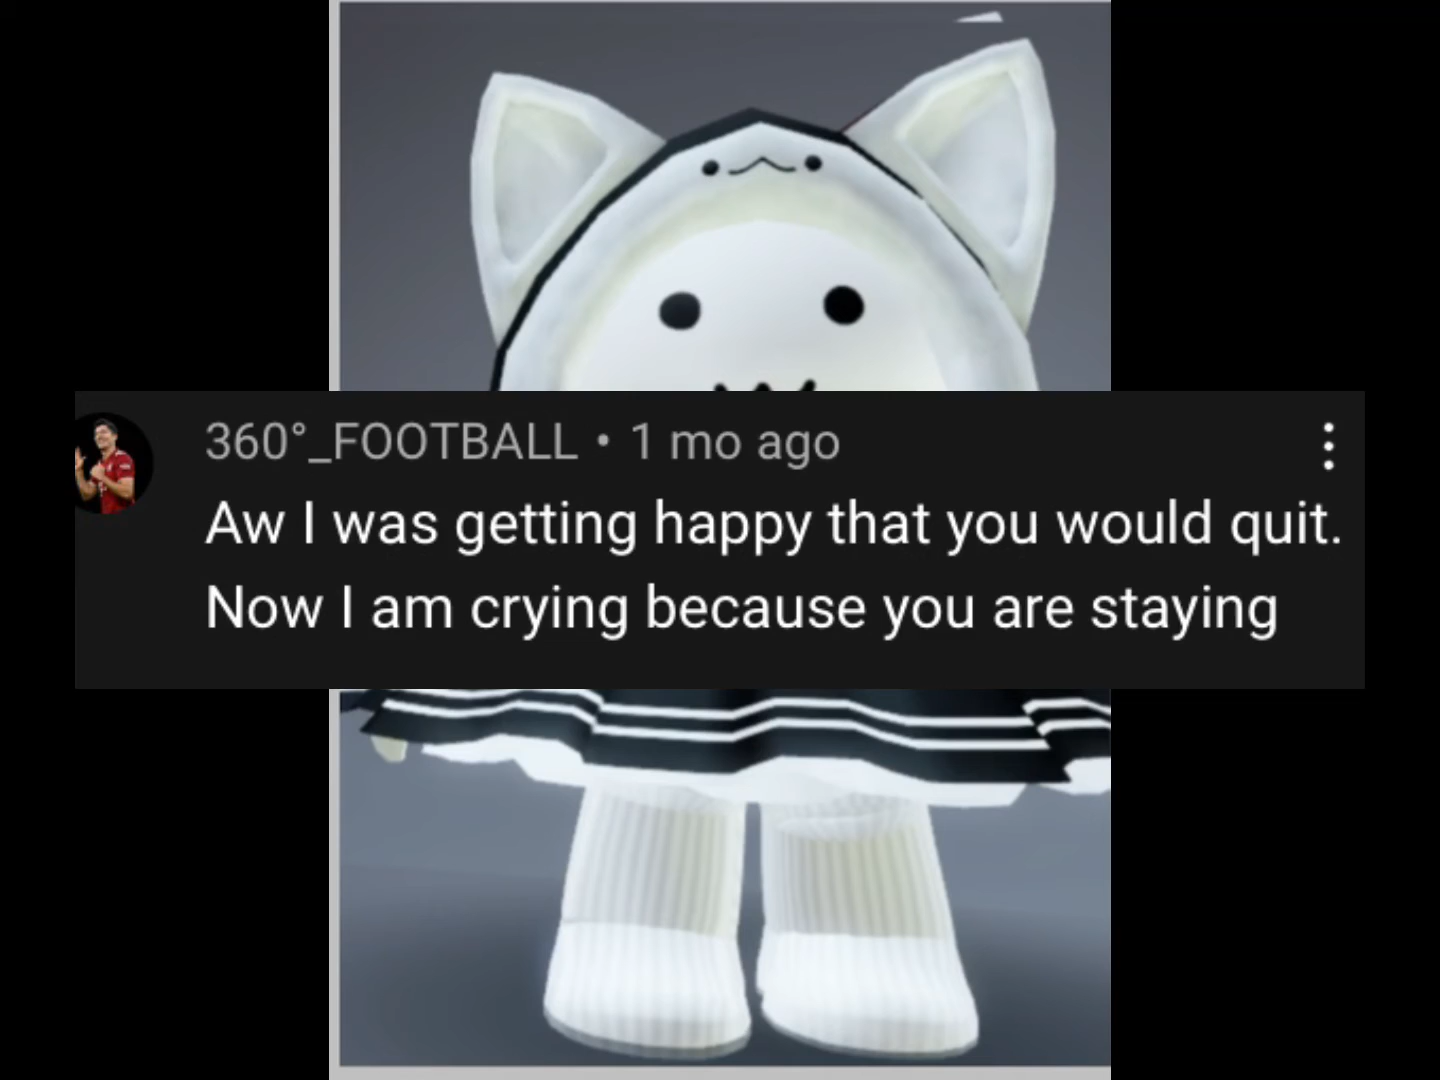 360°_FOOTBALL • 1 mo ago
Aw I was getting happy that you would quit.
Now I am crying because you are staying